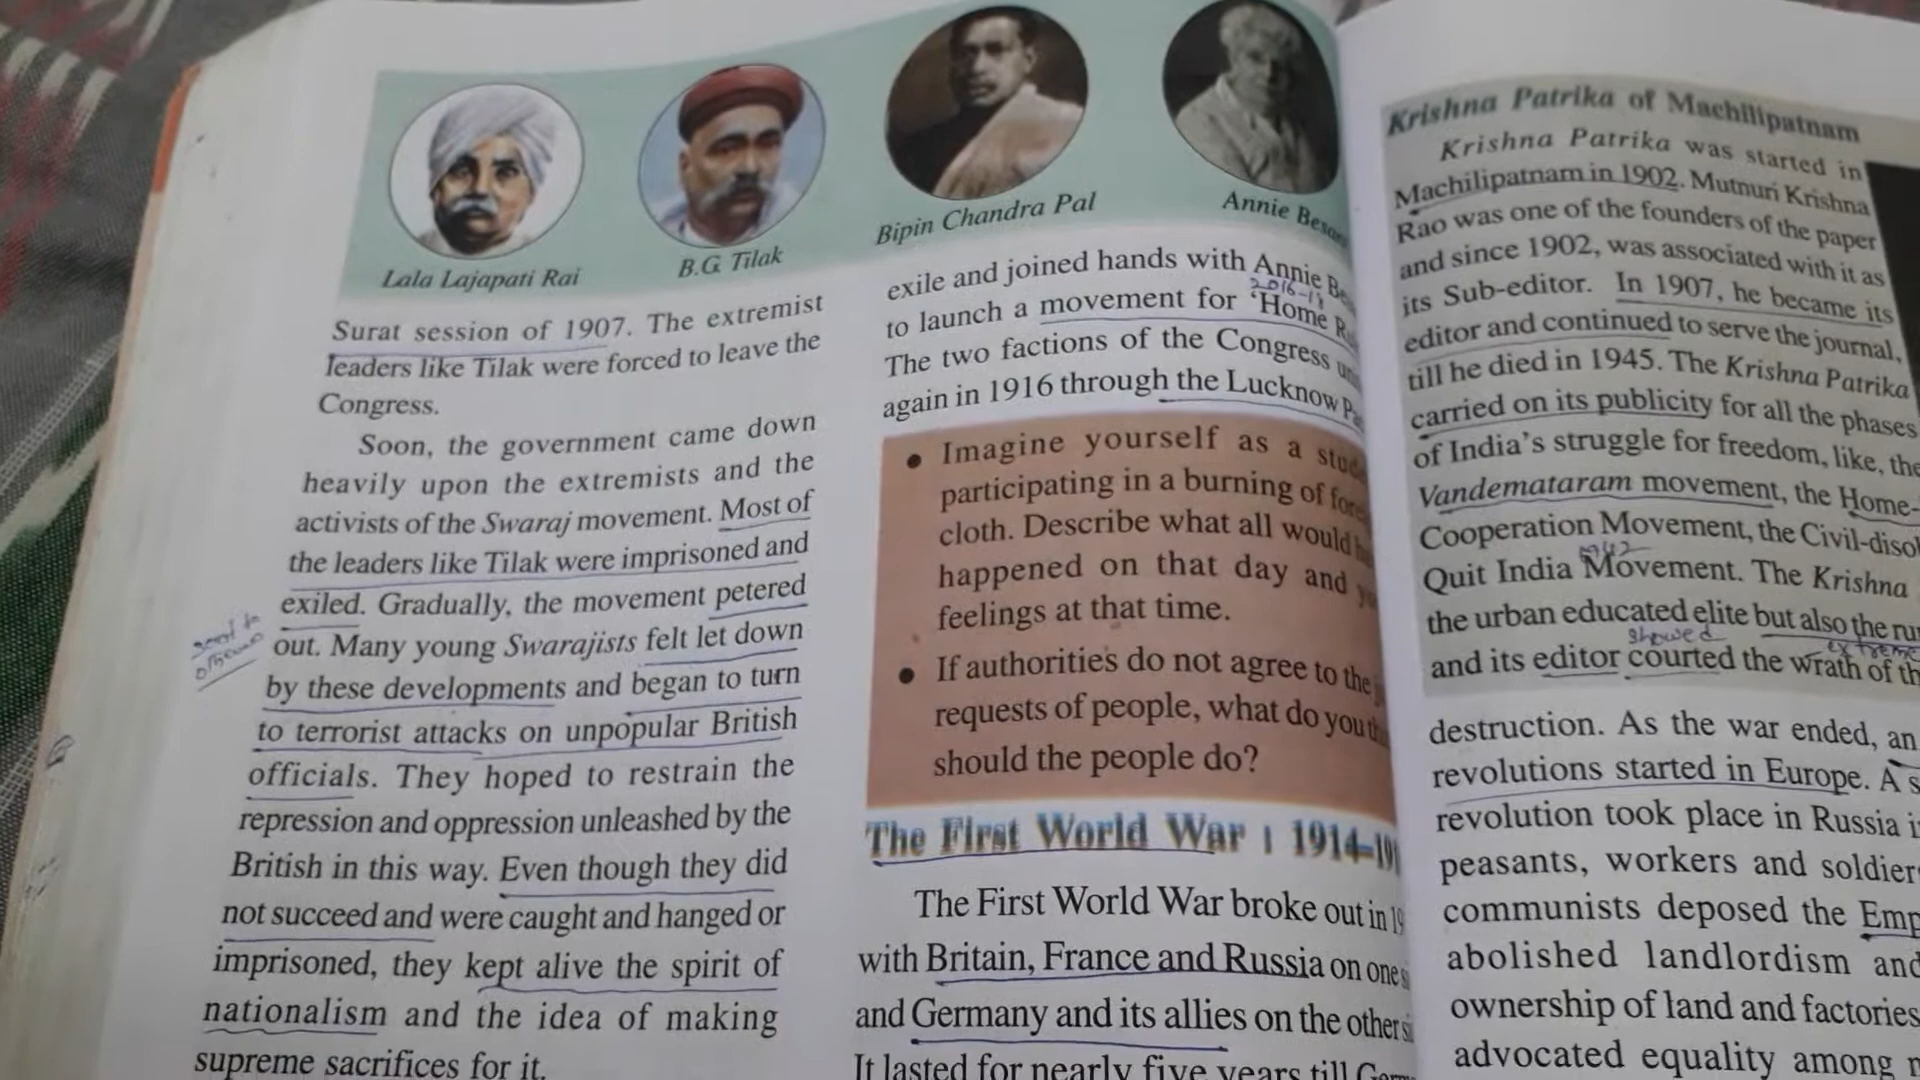 Lala Lajapati Rai
B.G. Tilak
Bipin Chandra Pal
Annie
Surat session of 1907. The extremist
leaders like Tilak were forced to leave the
Congress.
Soon, the government came down
heavily upon the extremists and the
activists of the Swaraj movement. Most of
the leaders like Tilak were imprisoned and
exiled. Gradually, the movement petered
out. Many young Swarajists felt let down
by these developments and began to turn
to terrorist attacks on unpopular British
officials. They hoped to restrain the
repression and oppression unleashed by the
British in this way. Even though they did
not succeed and were caught and hanged or
imprisoned, they kept alive the spirit of
nationalism and the idea of making
supreme sacrifices for it.
sent to
exile and joined hands with Annie
to launch a movement for 'Home
The two factions of the Congress
again in 1916 through the Lucknow
• Imagine yourself as a
participating in a burning of
cloth. Describe what all would
happened on that day and
feelings at that time.
• If authorities do not agree to the
requests of people, what do you
should the people do?
The First World War | 1914-
The First World War broke out in
with Britain, France and Russia on one
and Germany and its allies on the other
It lasted for nearly five years till
Krishna Patrika of Machilipatnam
Krishna Patrika was started in
Machilipatnam in 1902. Mutnuri Krishna
Rao was one of the founders of the paper
and since 1902, was associated with it as
its Sub-editor. In 1907, he became its
editor and continued to serve the journal,
till he died in 1945. The Krishna Patrika
carried on its publicity for all the phases
of India's struggle for freedom, like, the
Vandemataram movement, the Home-
Cooperation Movement, the
1942
Quit India Movement. The Krishna
the urban educated elite but also the
showed
and its editor courted the wrath of
destruction. As the war ended,
revolutions started in Europe. A
revolution took place in Russia
peasants, workers and
communists deposed the
abolished landlordism and
ownership of land and factories
advocated equality among